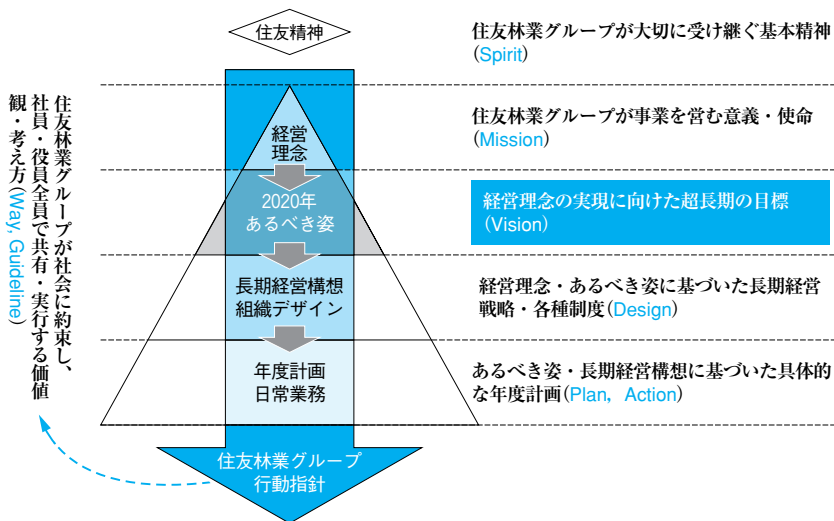 住友精神
住友林業グループが大切に受け継ぐ基本精神
(Spirit)
経営
理念
住友林業グループが事業を営む意義・使命
(Mission)
2020年
あるべき姿
経営理念の実現に向けた超長期の目標
(Vision)
長期経営構想
組織デザイン
経営理念・あるべき姿に基づいた長期経営
戦略・各種制度(Design)
年度計画
日常業務
あるべき姿・長期経営構想に基づいた具体的
な年度計画(Plan, Action)
住友林業グループ
行動指針
住友林業グループが社会に約束し、
社員・役員全員で共有・実行する価値
観・考え方(Way, Guideline)